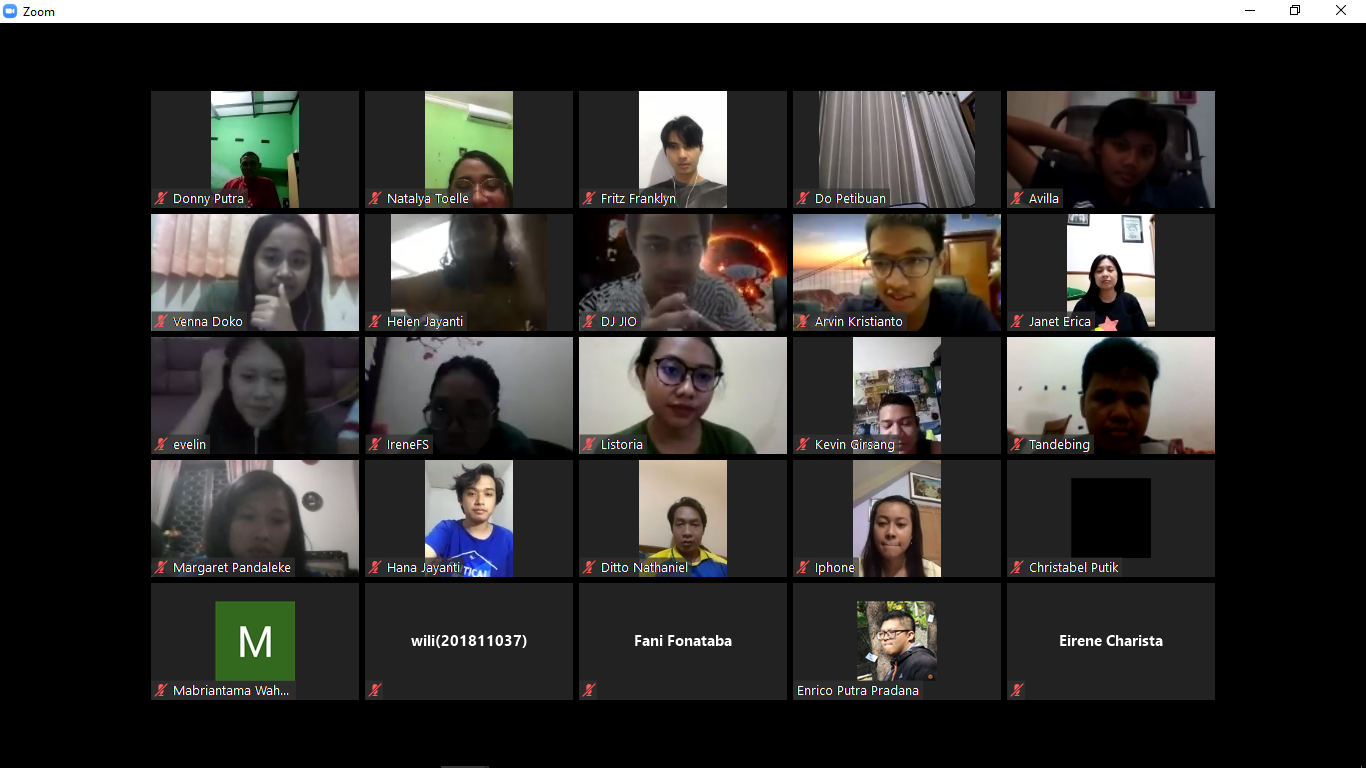 Zoom
Donny Putra
Natalya Toelle
Fritz Franklyn
Do Petibuan
Avilla
Venna Doko
Helen Jayanti
DJ JIO
Arvin Kristianto
Janet Erica
evelin
IreneFS
Listoria
Kevin Girsang
Tandebing
Margaret Pandaleke
Hana Jayanti
TICAL
Ditto Nathaniel
Iphone
Christabel Putik
M
Mabriantama Wah...
wili(201811037)
Fani Fonataba
Enrico Putra Pradana
Eirene Charista